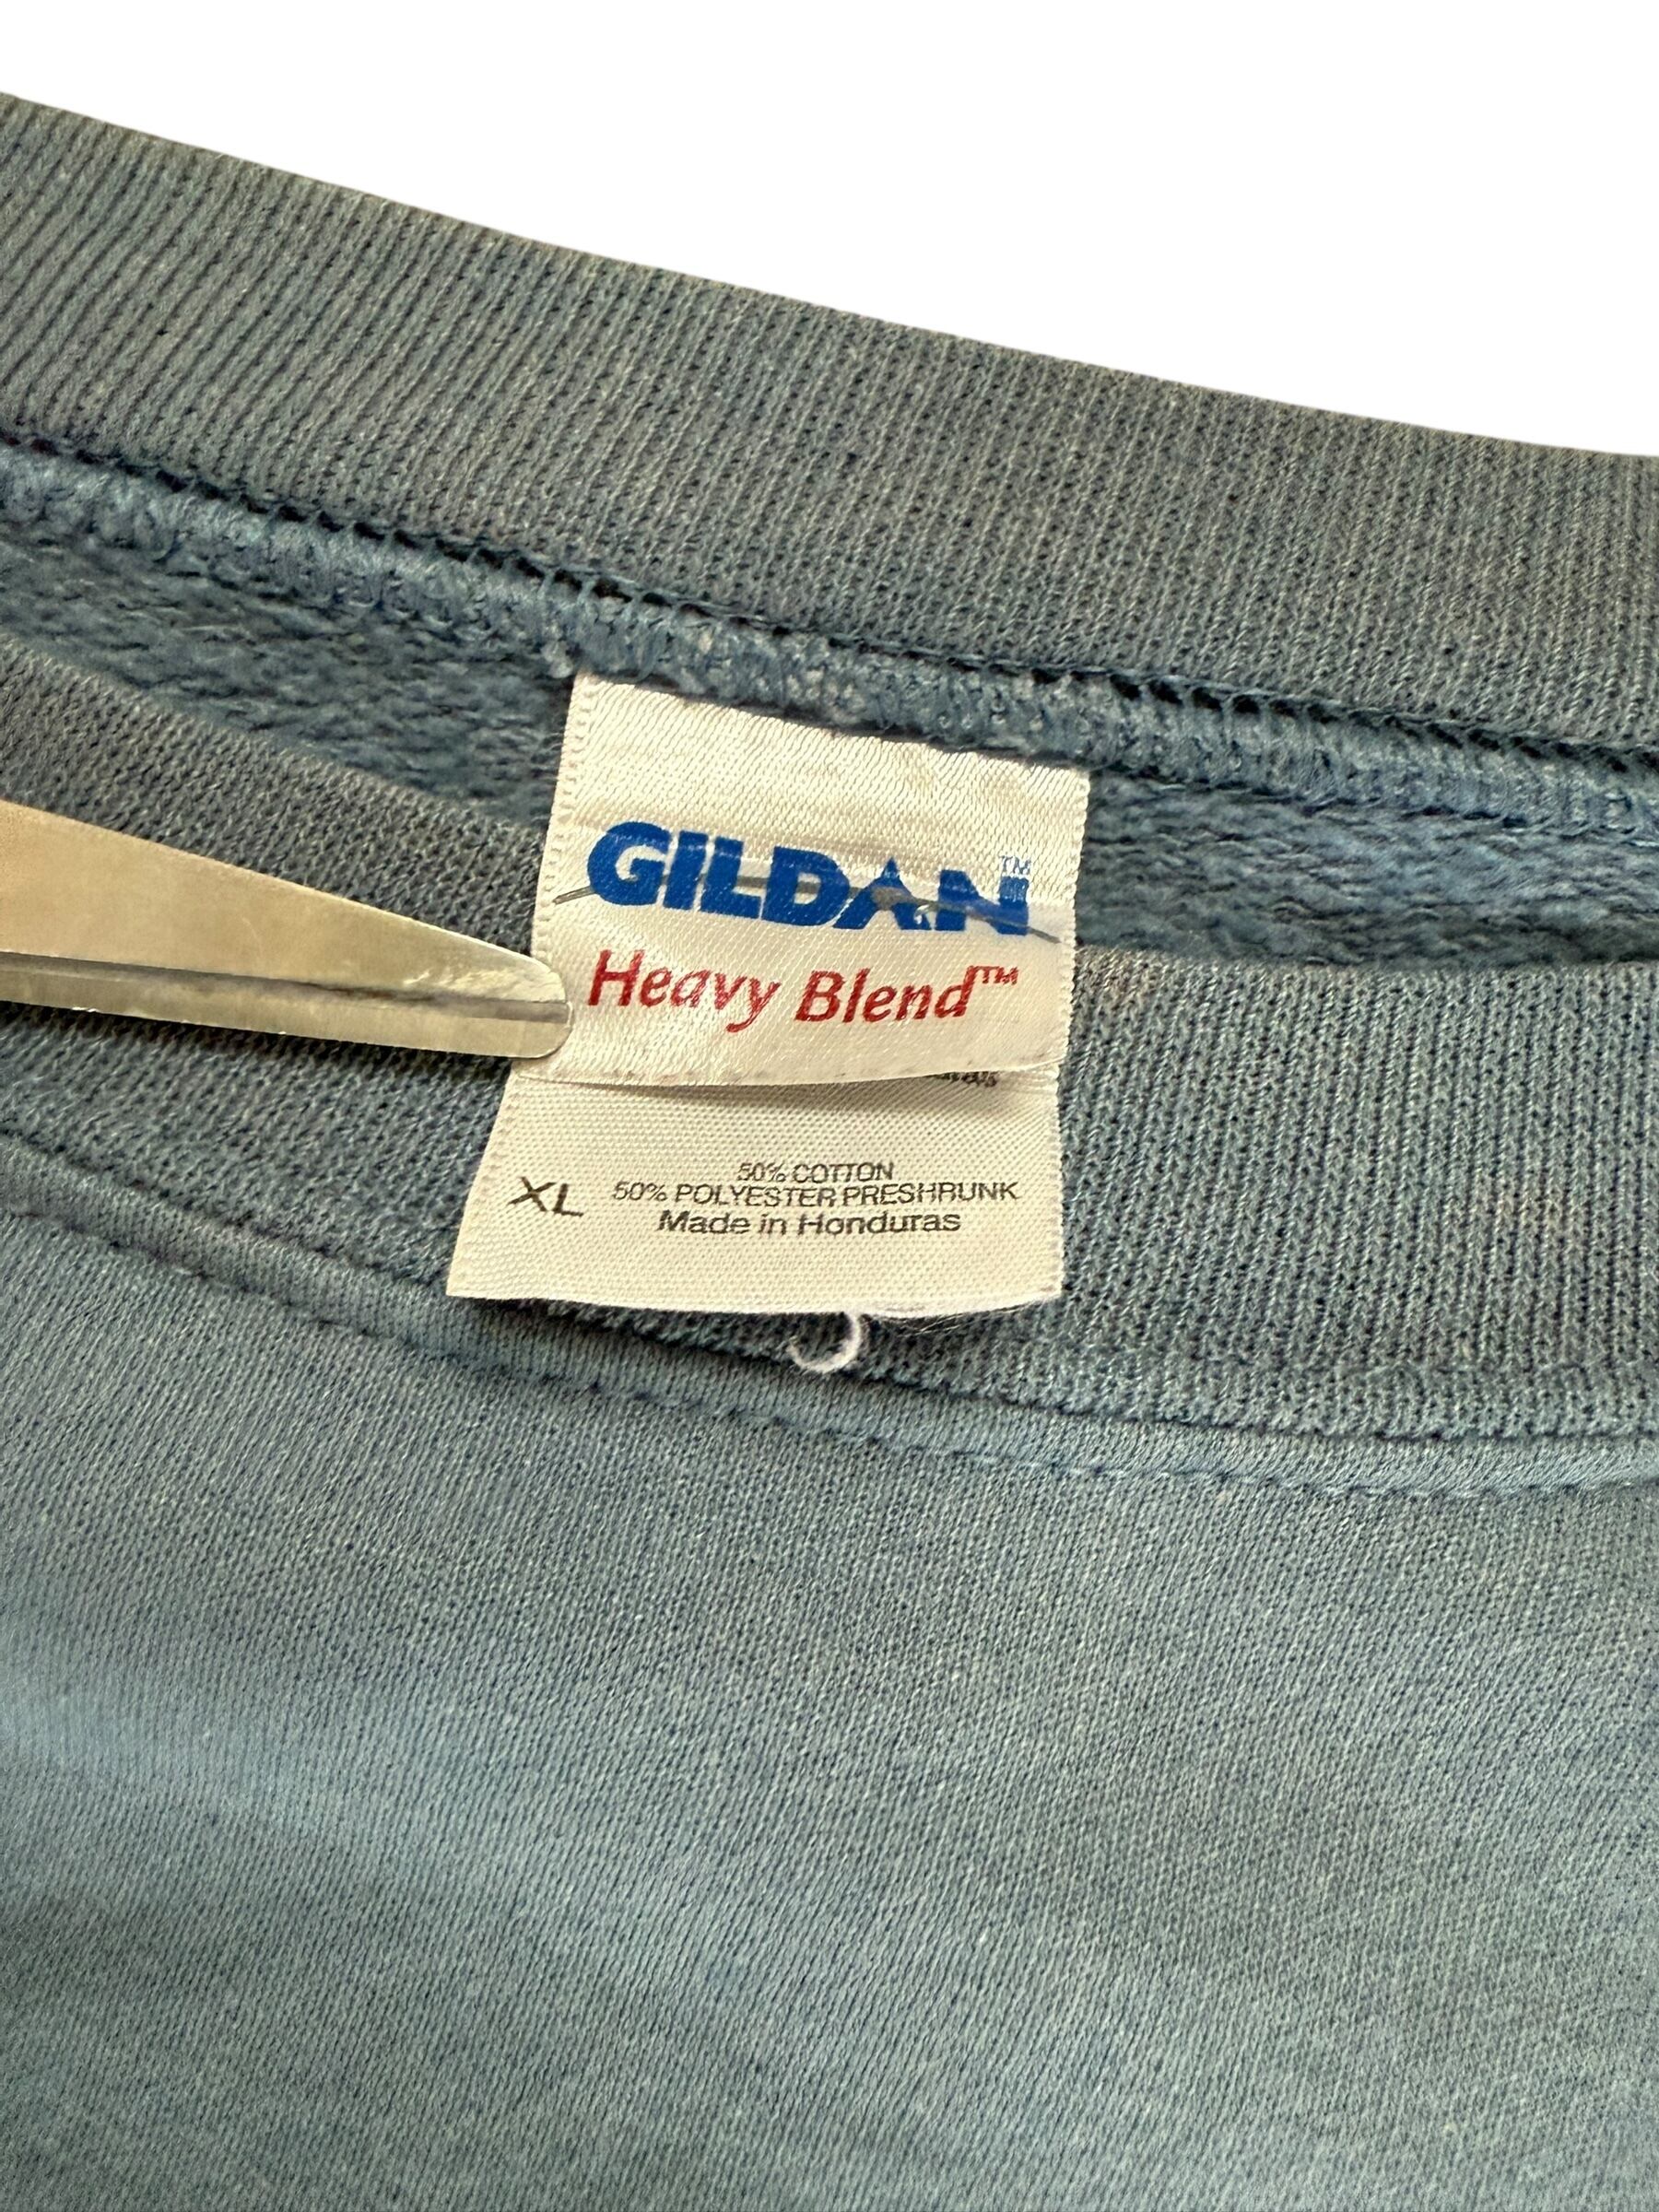 GILDAN™
Heavy Blend™
50% COTTON
XL 50% POLYESTER PRESHRUNK
Made in Honduras